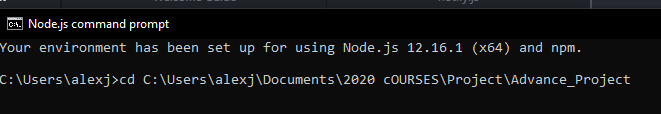 Node.js command prompt
Your environment has been set up for using Node.js 12.16.1 (x64) and npm.
C:\Users\alexj>cd C:\Users\alexj\Documents\2020 cOURSES\Project\Advance_Project